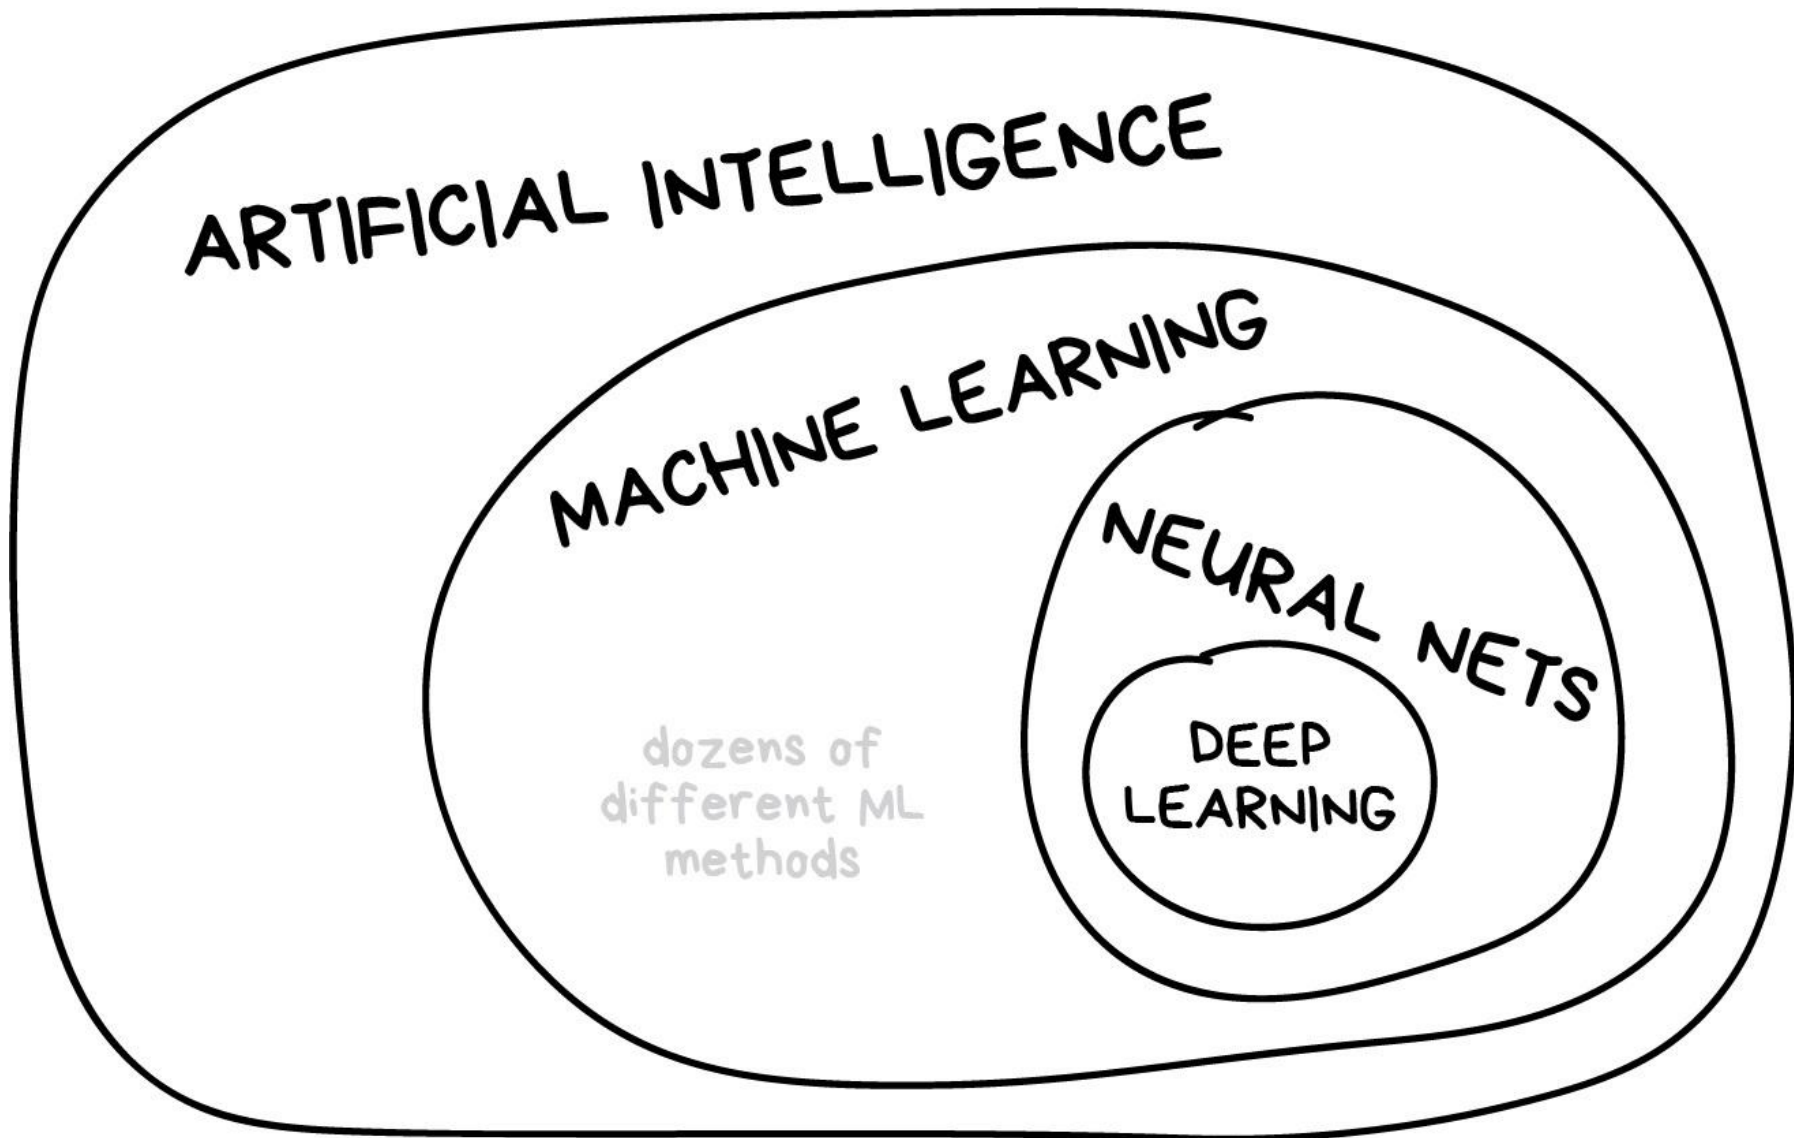 ARTIFICIAL INTELLIGENCE
MACHINE LEARNING
NEURAL NETS
DEEP
LEARNING
dozens of
different ML
methods